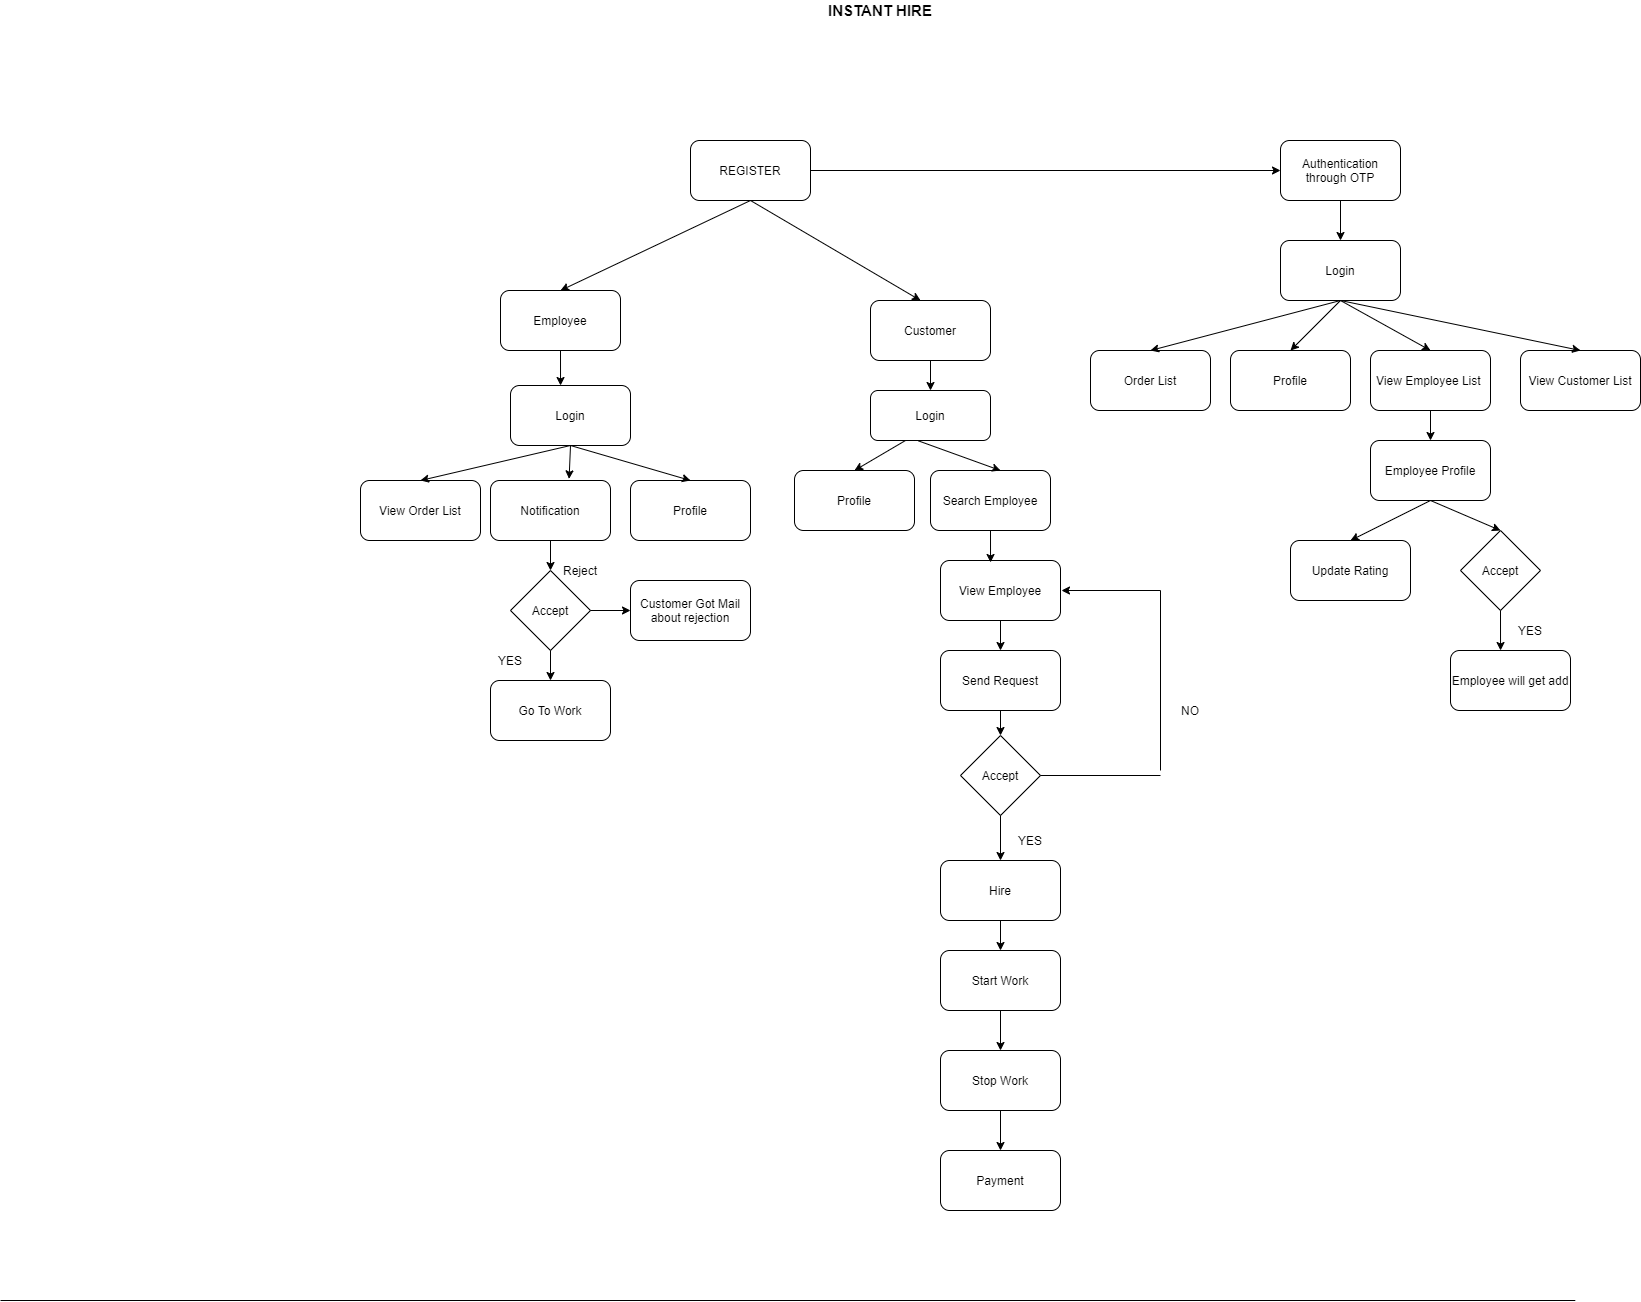 INSTANT HIRE
REGISTER
Authentication
through OTP
Login
Employee
Customer
Order List
Profile
View Employee List
View Customer List
Login
Login
Employee Profile
View Order List
Notification
Profile
Profile
Search Employee
Update Rating
Accept
Reject
Accept
Customer Got Mail
about rejection
View Employee
YES
Employee will get add
YES
Go To Work
Send Request
NO
Accept
YES
Hire
Start Work
Stop Work
Payment